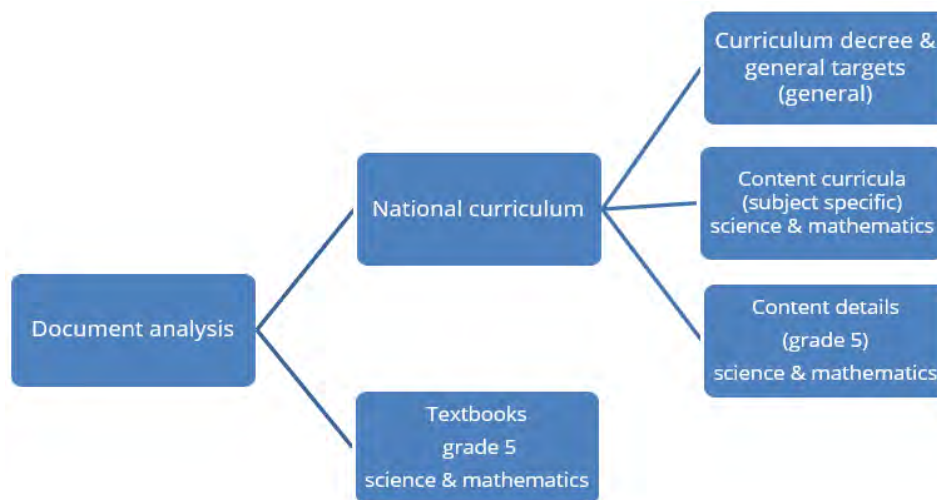 Curriculum decree &
general targets
(general)
Content curricula
(subject specific)
science & mathematics
National curriculum
Content details
(grade 5)
science & mathematics
Document analysis
Textbooks
grade 5
science & mathematics